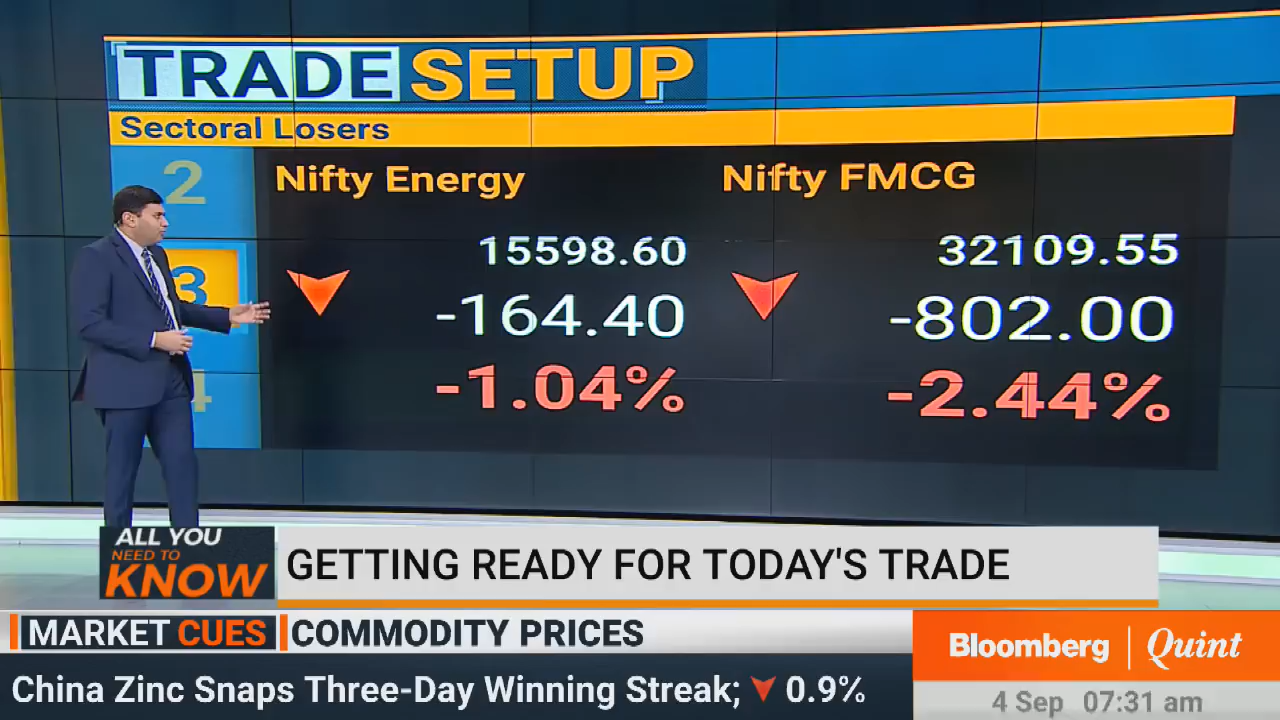 TRADE SETUP
Sectoral Losers
2
3
4
Nifty Energy
15598.60
-164.40
-1.04%
Nifty FMCG
32109.55
-802.00
-2.44%
ALL YOU
NEED TO
KNOW
GETTING READY FOR TODAY'S TRADE
MARKET CUES
COMMODITY PRICES
China Zinc Snaps Three-Day Winning Streak; 0.9%
Bloomberg | Quint
4 Sep 07:31 am